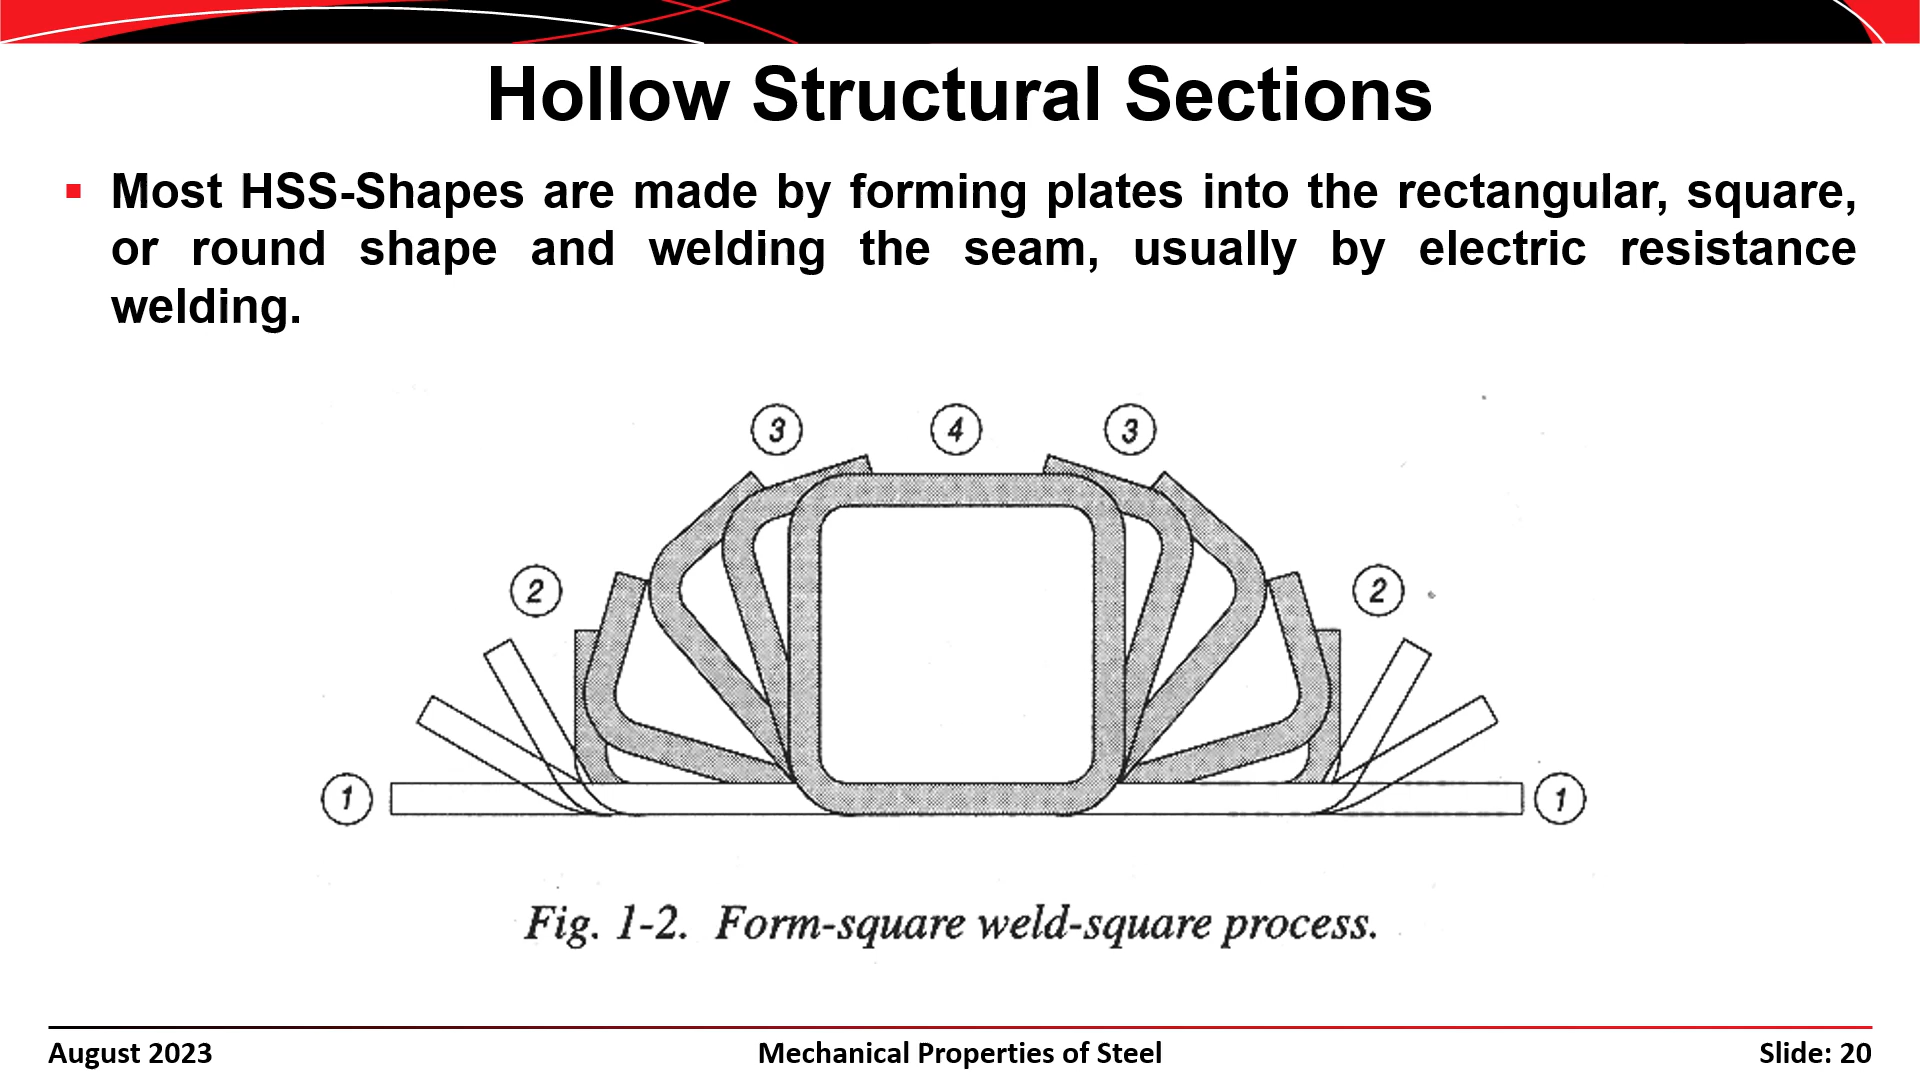 Hollow Structural Sections
▪ Most HSS-Shapes are made by forming plates into the rectangular, square,
or round shape and welding the seam, usually by electric resistance
welding.
3 4 3
2 2
1 1
Fig. 1-2. Form-square weld-square process.
August 2023 Mechanical Properties of Steel Slide: 20